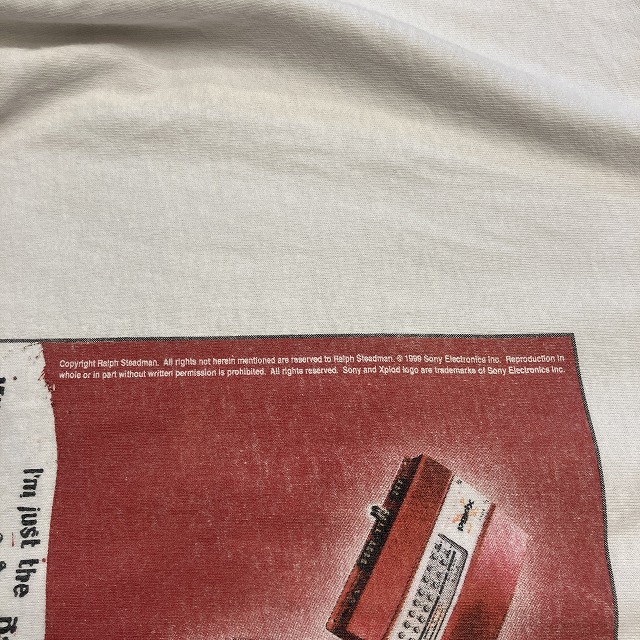 Copyright Ralph Steadman. All rights not herein mentioned are reserved to Ralph Steadman. © 1999 Sony Electronics Inc. Reproduction in
whole or in part without written permission is prohibited. All rights reserved. Sony and Xplod logo are trademarks of Sony Electronics Inc.
xplod
I'm just the